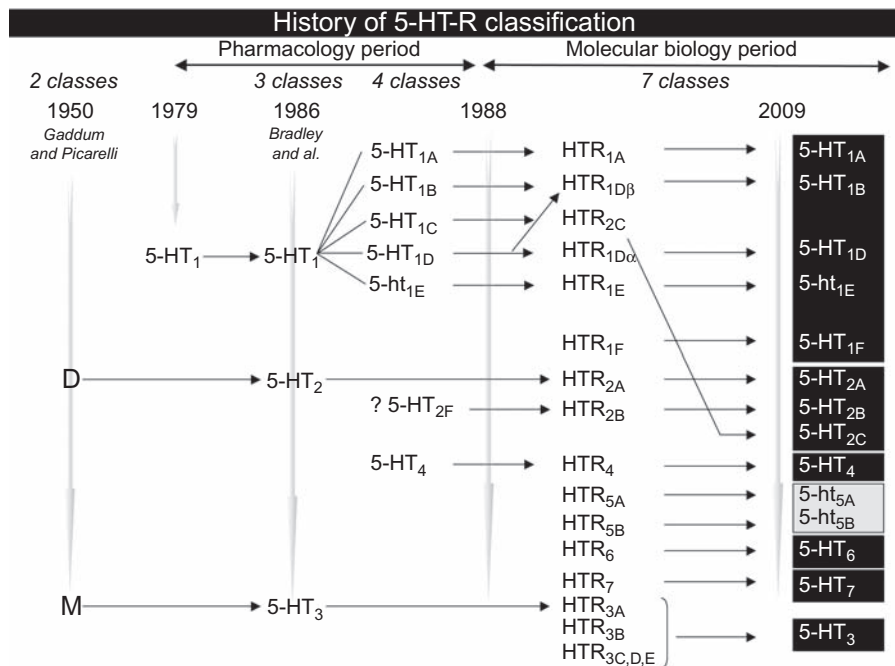 History of 5-HT-R classification
Pharmacology period Molecular biology period
2 classes 3 classes 4 classes 7 classes
1950 1979 1986 1988 2009
Gaddum and Picarelli
Bradley and al.
5-HT1A HTR1A 5-HT1A
5-HT1B HTR1Dβ 5-HT1B
5-HT1C HTR2C
5-HT1 5-HT1 5-HT1D HTR1Dα 5-HT1D
5-ht1E HTR1E 5-ht1E
HTR1F 5-HT1F
D 5-HT2 HTR2A 5-HT2A
? 5-HT2F HTR2B 5-HT2B
5-HT2C
5-HT4 HTR4 5-HT4
HTR5A 5-ht5A
HTR5B 5-ht5B
HTR6 5-HT6
HTR7 5-HT7
M 5-HT3 HTR3A
HTR3B 5-HT3
HTR3C,D,E